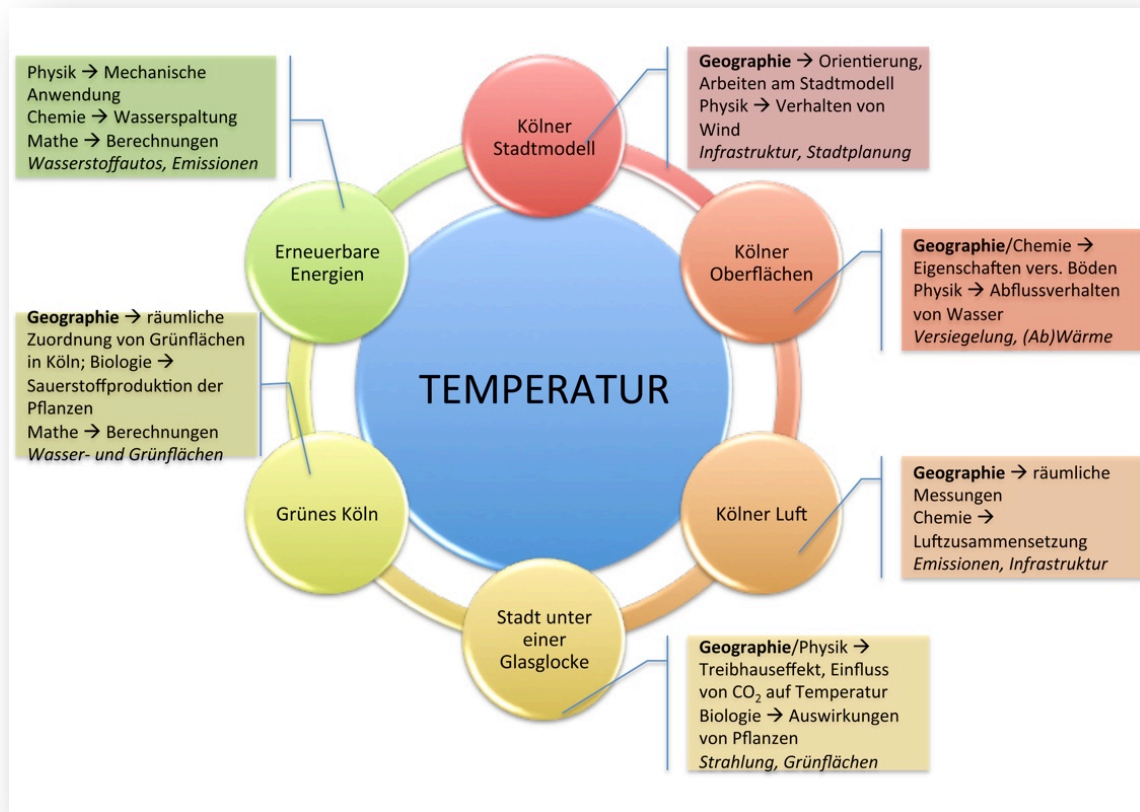 Physik → Mechanische
Anwendung
Chemie → Wasserspaltung
Mathe → Berechnungen
Wasserstoffautos, Emissionen
Kölner
Stadtmodell
Geographie → Orientierung,
Arbeiten am Stadtmodell
Physik → Verhalten von
Wind
Infrastruktur, Stadtplanung
Erneuerbare
Energien
Kölner
Oberflächen
Geographie/Chemie →
Eigenschaften vers. Böden
Physik → Abflussverhalten
von Wasser
Versiegelung, (Ab)Wärme
Geographie → räumliche
Zuordnung von Grünflächen
in Köln; Biologie →
Sauerstoffproduktion der
Pflanzen
Mathe → Berechnungen
Wasser- und Grünflächen
TEMPERATUR
Grünes Köln
Kölner Luft
Geographie → räumliche
Messungen
Chemie →
Luftzusammensetzung
Emissionen, Infrastruktur
Stadt unter
einer
Glasglocke
Geographie/Physik →
Treibhauseffekt, Einfluss
von CO₂ auf Temperatur
Biologie → Auswirkungen
von Pflanzen
Strahlung, Grünflächen